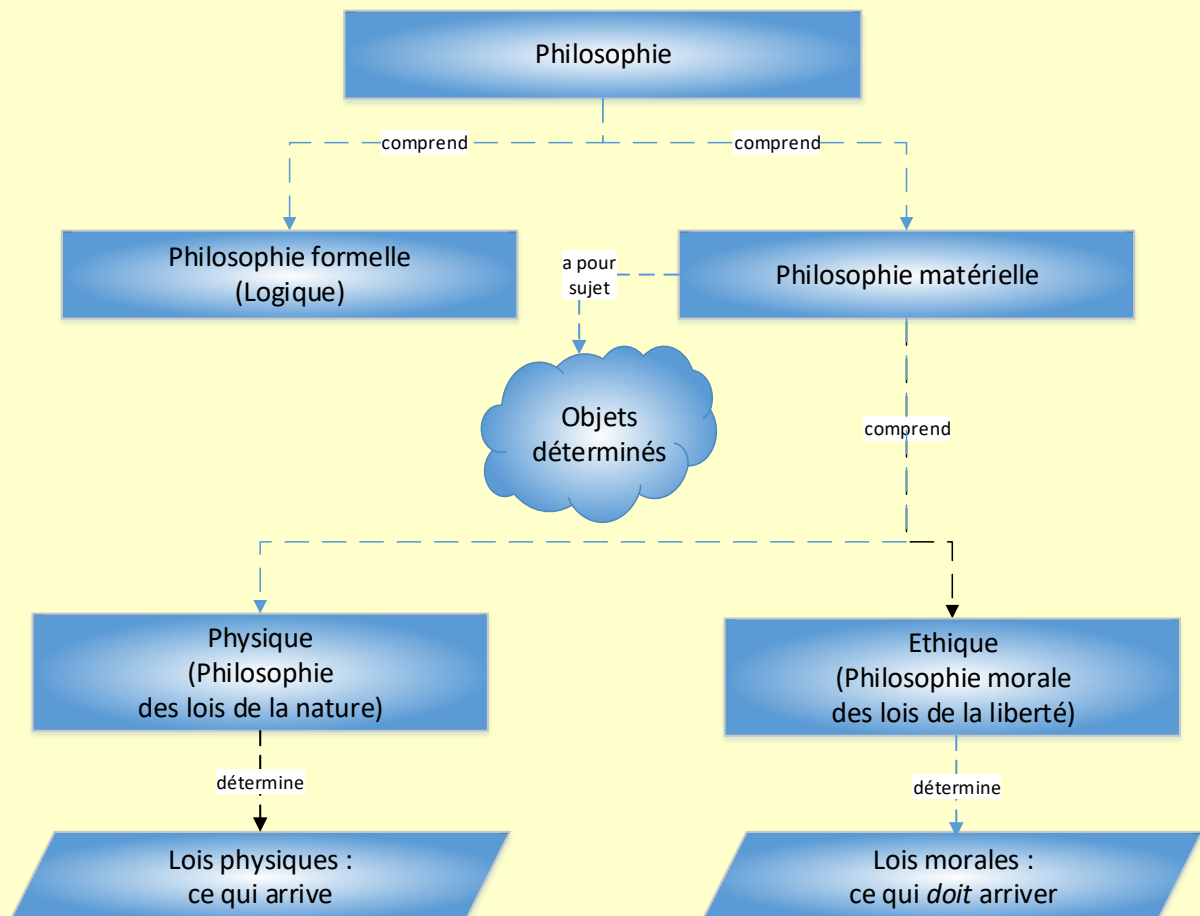 Philosophie
comprend
comprend
Philosophie formelle
(Logique)
a pour
sujet
Philosophie matérielle
Objets
déterminés
comprend
Physique
(Philosophie
des lois de la nature)
Ethique
(Philosophie morale
des lois de la liberté)
détermine
détermine
Lois physiques :
ce qui arrive
Lois morales :
ce qui doit arriver